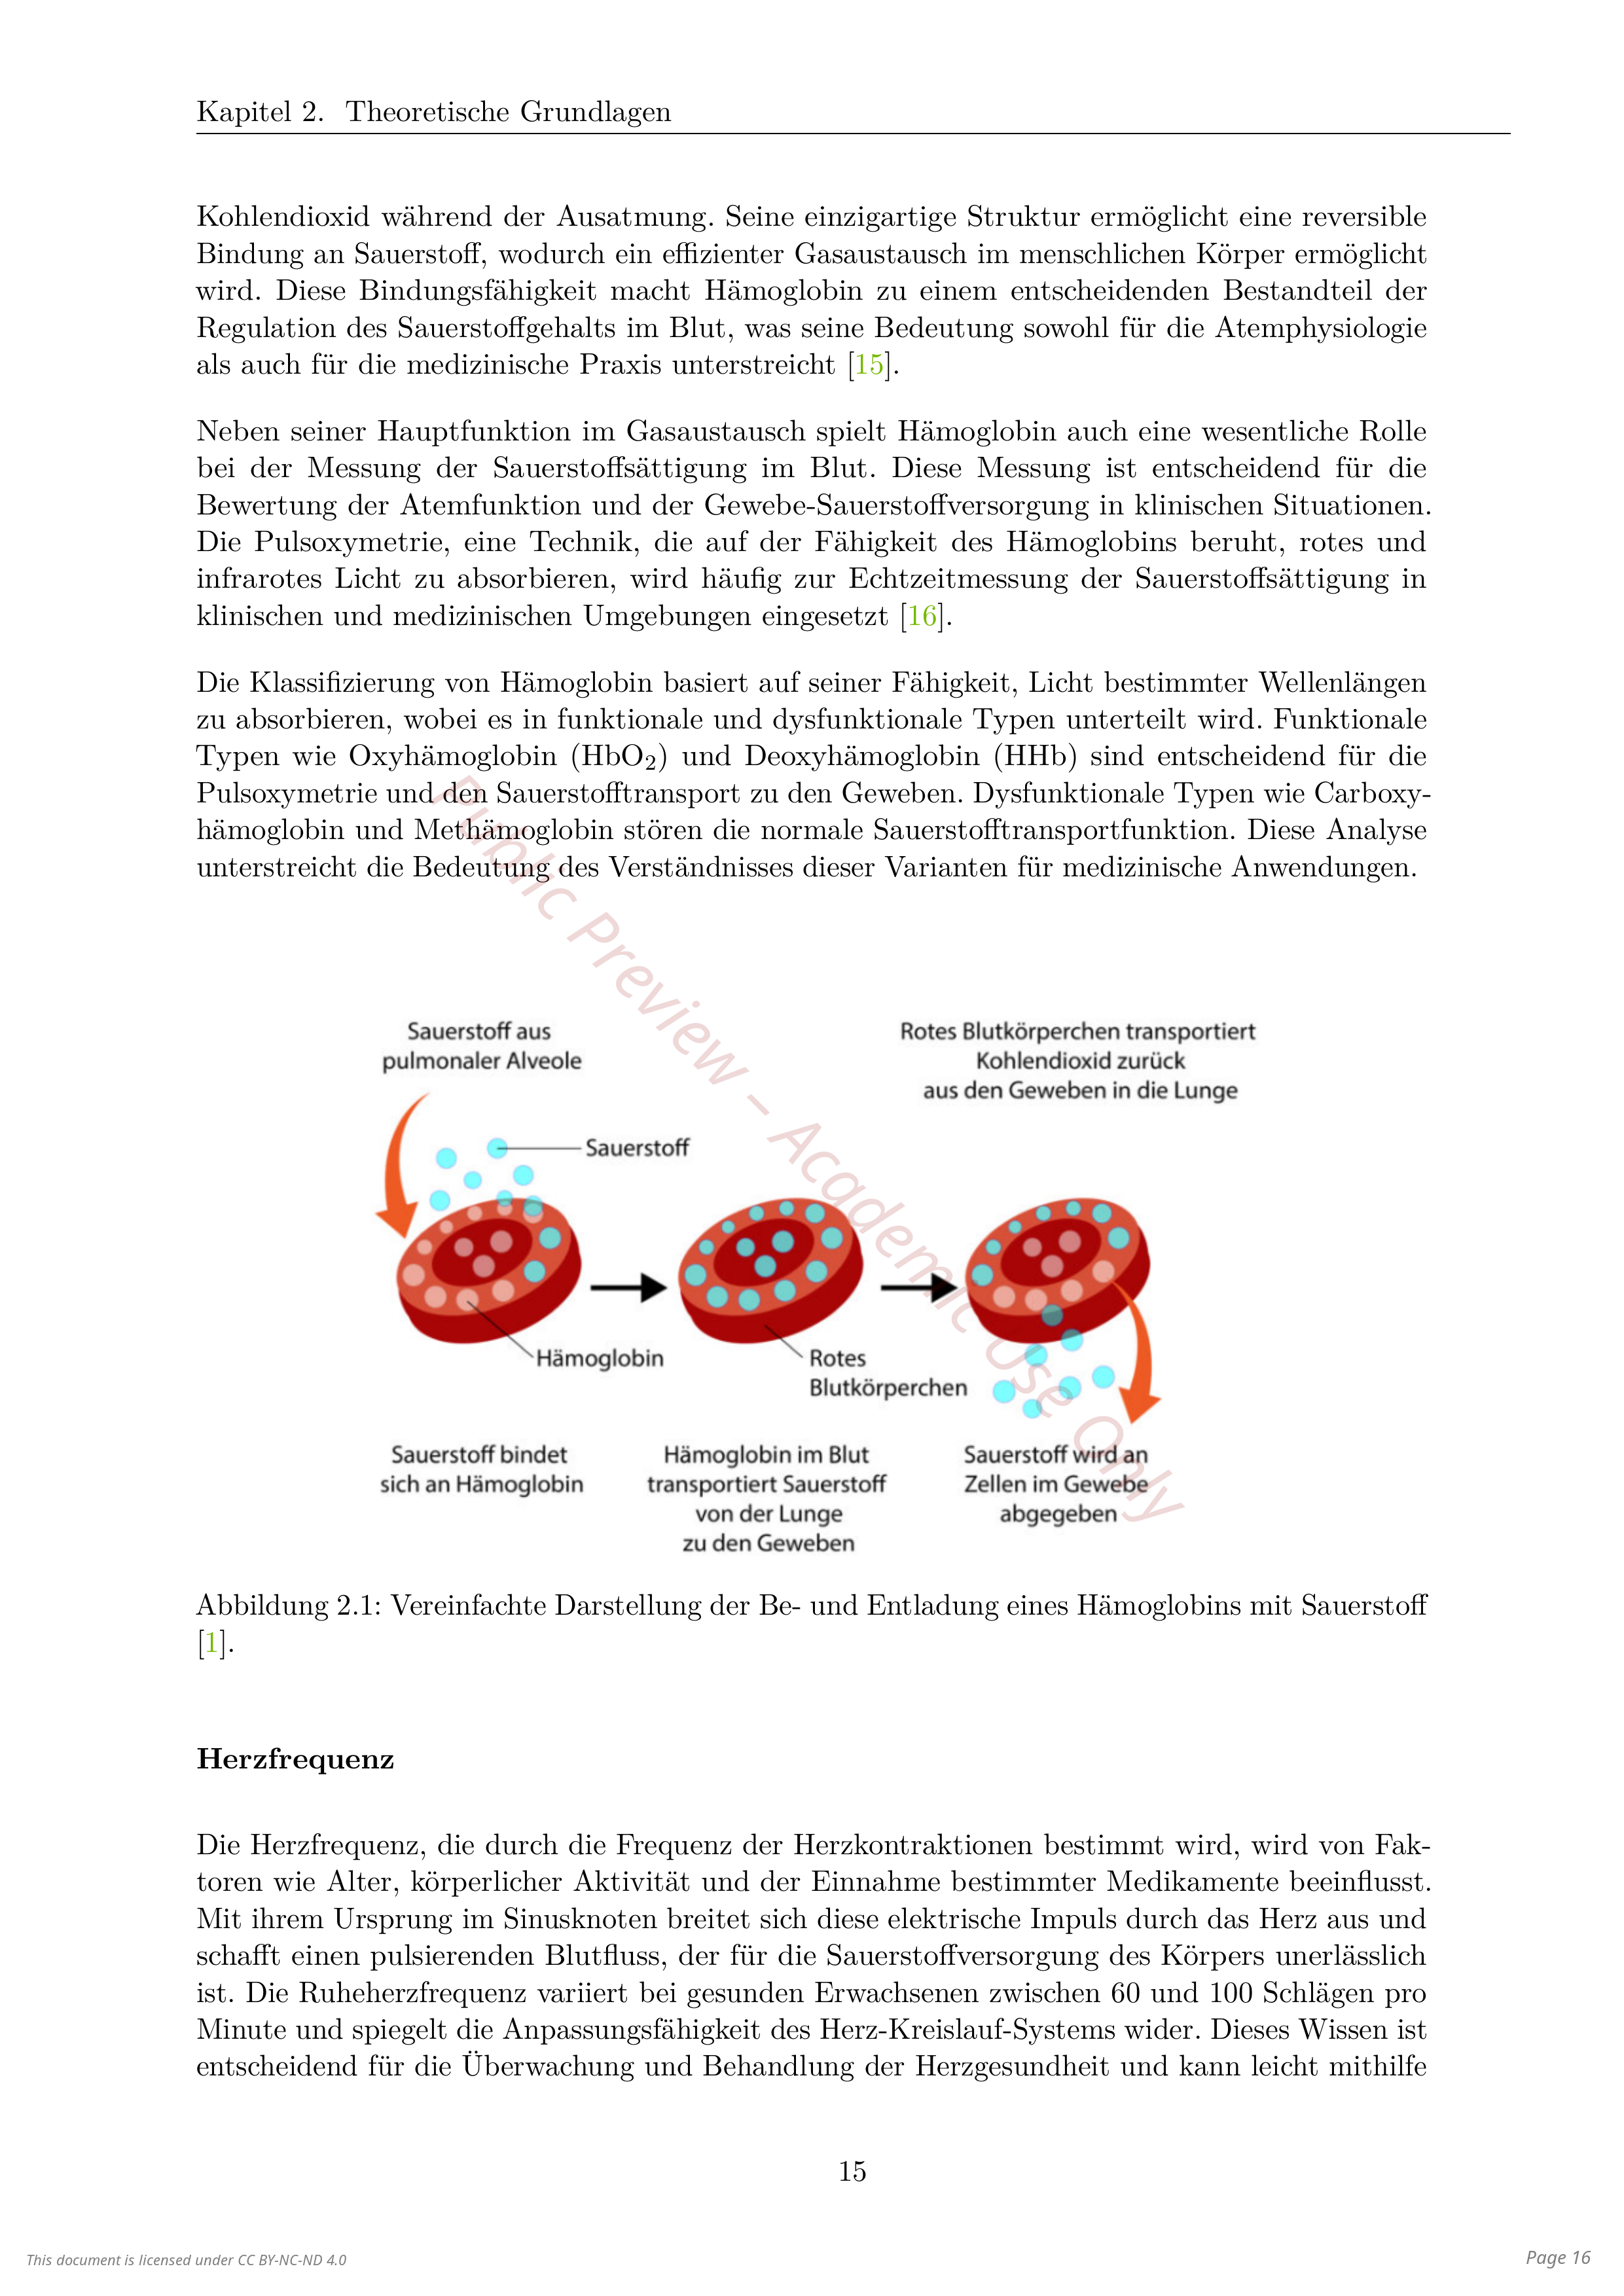 Kapitel 2. Theoretische Grundlagen
Kohlendioxid während der Ausatmung. Seine einzigartige Struktur ermöglicht eine reversible
Bindung an Sauerstoff, wodurch ein effizienter Gasaustausch im menschlichen Körper ermöglicht
wird. Diese Bindungsfähigkeit macht Hämoglobin zu einem entscheidenden Bestandteil der
Regulation des Sauerstoffgehalts im Blut, was seine Bedeutung sowohl für die Atemphysiologie
als auch für die medizinische Praxis unterstreicht [15].
Neben seiner Hauptfunktion im Gasaustausch spielt Hämoglobin auch eine wesentliche Rolle
bei der Messung der Sauerstoffsättigung im Blut. Diese Messung ist entscheidend für die
Bewertung der Atemfunktion und der Gewebe-Sauerstoffversorgung in klinischen Situationen.
Die Pulsoxymetrie, eine Technik, die auf der Fähigkeit des Hämoglobins beruht, rotes und
infrarotes Licht zu absorbieren, wird häufig zur Echtzeitmessung der Sauerstoffsättigung in
klinischen und medizinischen Umgebungen eingesetzt [16].
Die Klassifizierung von Hämoglobin basiert auf seiner Fähigkeit, Licht bestimmter Wellenlängen
zu absorbieren, wobei es in funktionale und dysfunktionale Typen unterteilt wird. Funktionale
Typen wie Oxyhämoglobin (HbO₂) und Deoxyhämoglobin (HHb) sind entscheidend für die
Pulsoxymetrie und den Sauerstofftransport zu den Geweben. Dysfunktionale Typen wie Carboxy-
hämoglobin und Methämoglobin stören die normale Sauerstofftransportfunktion. Diese Analyse
unterstreicht die Bedeutung des Verständnisses dieser Varianten für medizinische Anwendungen.
Public Preview – Academic Use Only
Sauerstoff aus
pulmonaler Alveole
Rotes Blutkörperchen transportiert
Kohlendioxid zurück
aus den Geweben in die Lunge
Sauerstoff
Hämoglobin
Rotes
Blutkörperchen
Sauerstoff bindet
sich an Hämoglobin
Hämoglobin im Blut
transportiert Sauerstoff
von der Lunge
zu den Geweben
Sauerstoff wird an
Zellen im Gewebe
abgegeben
Abbildung 2.1: Vereinfachte Darstellung der Be- und Entladung eines Hämoglobins mit Sauerstoff
[1].
Herzfrequenz
Die Herzfrequenz, die durch die Frequenz der Herzkontraktionen bestimmt wird, wird von Fak-
toren wie Alter, körperlicher Aktivität und der Einnahme bestimmter Medikamente beeinflusst.
Mit ihrem Ursprung im Sinusknoten breitet sich diese elektrische Impuls durch das Herz aus und
schafft einen pulsierenden Blutfluss, der für die Sauerstoffversorgung des Körpers unerlässlich
ist. Die Ruheherzfrequenz variiert bei gesunden Erwachsenen zwischen 60 und 100 Schlägen pro
Minute und spiegelt die Anpassungsfähigkeit des Herz-Kreislauf-Systems wider. Dieses Wissen ist
entscheidend für die Überwachung und Behandlung der Herzgesundheit und kann leicht mithilfe
15
This document is licensed under CC BY-NC-ND 4.0
Page 16